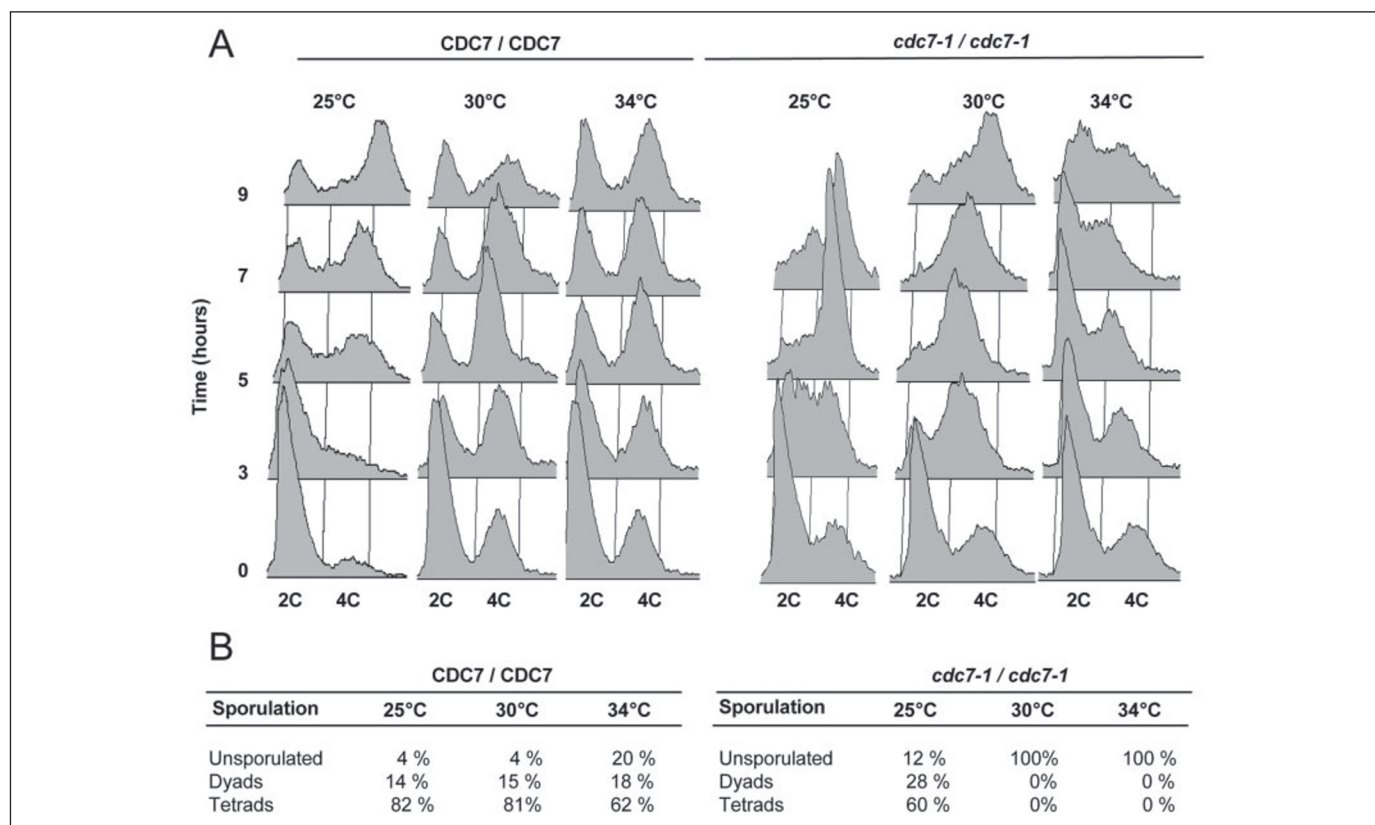 A
CDC7 / CDC7 cdc7-1 / cdc7-1
25°C 30°C 34°C 25°C 30°C 34°C
Time (hours)
9
7
5
3
0
2C 4C 2C 4C 2C 4C 2C 4C 2C 4C 2C 4C
B
CDC7 / CDC7 cdc7-1 / cdc7-1
Sporulation 25°C 30°C 34°C Sporulation 25°C 30°C 34°C
Unsporulated 4 % 4 % 20 % Unsporulated 12 % 100% 100 %
Dyads 14 % 15 % 18 % Dyads 28 % 0% 0 %
Tetrads 82 % 81% 62 % Tetrads 60 % 0% 0 %